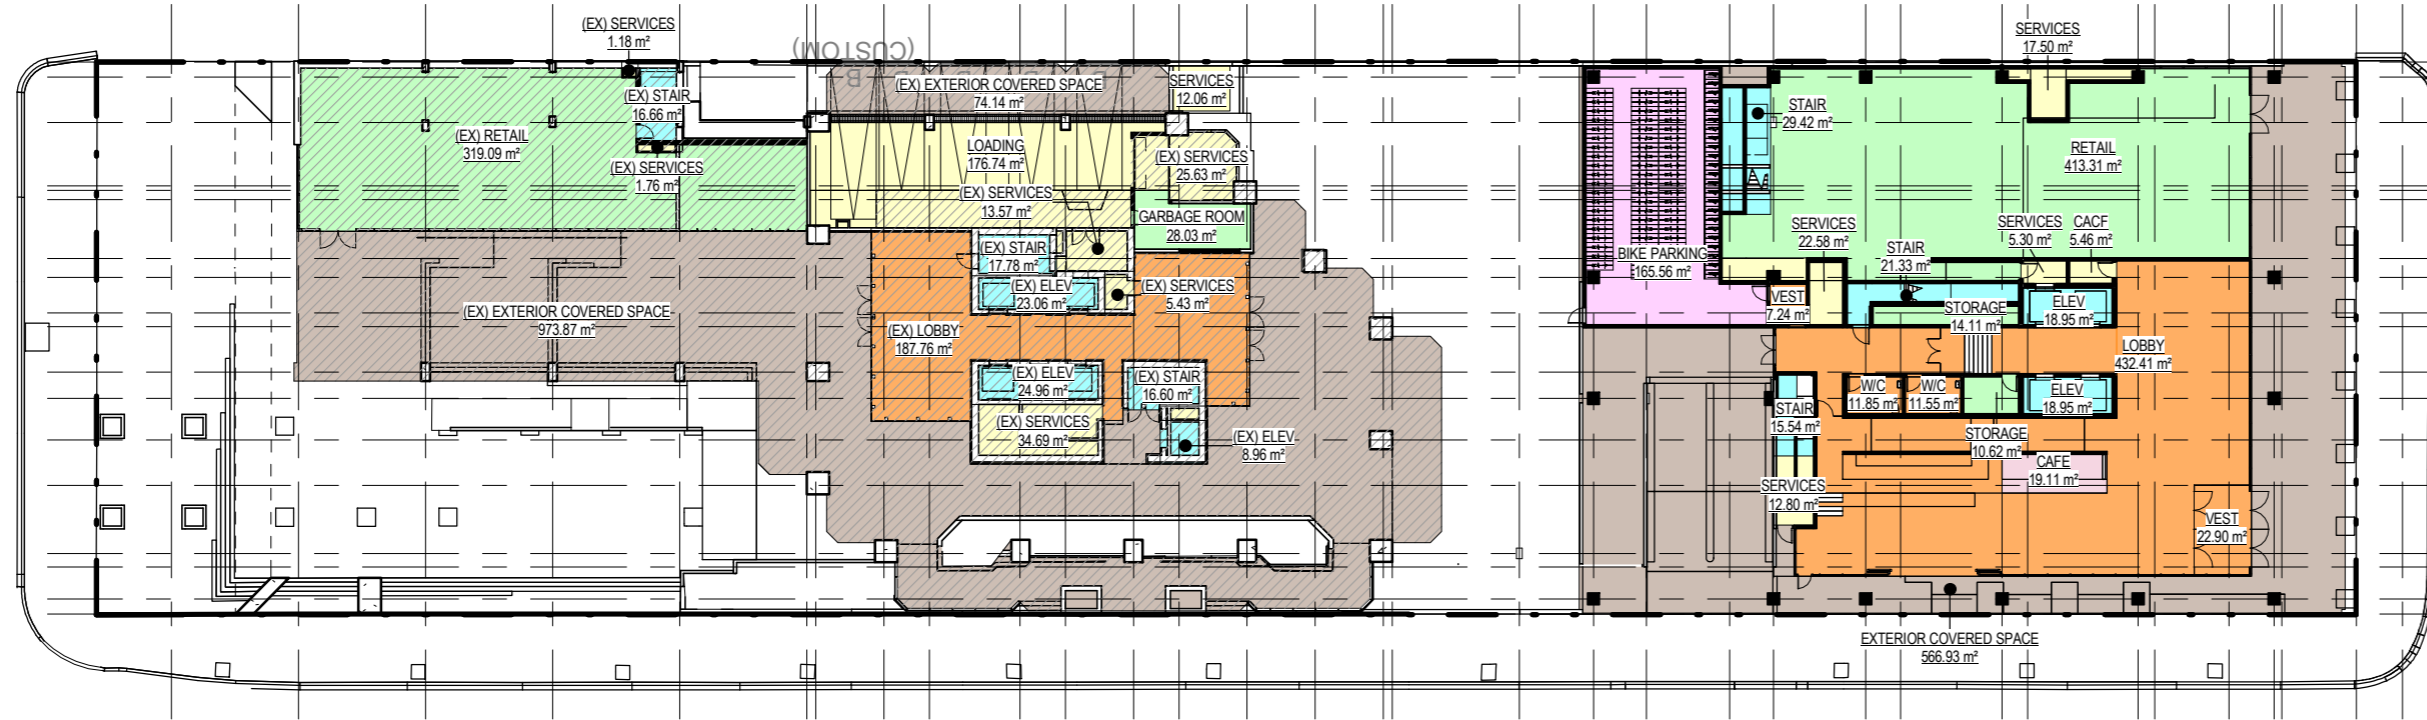 (EX) SERVICES
1.18 m²
(CUSTOM)
B
(EX) EXTERIOR COVERED SPACE
74.14 m²
SERVICES
12.06 m²
(EX) STAIR
16.66 m²
(EX) RETAIL
319.09 m²
(EX) SERVICES
1.76 m²
LOADING
176.74 m²
(EX) SERVICES
25.63 m²
(EX) SERVICES
13.57 m²
GARBAGE ROOM
28.03 m²
(EX) STAIR
17.78 m²
(EX) ELEV
23.06 m²
(EX) SERVICES
5.43 m²
(EX) EXTERIOR COVERED SPACE
973.87 m²
(EX) LOBBY
187.76 m²
(EX) ELEV
24.96 m²
(EX) STAIR
16.60 m²
(EX) SERVICES
34.69 m²
(EX) ELEV
8.96 m²
SERVICES
17.50 m²
STAIR
29.42 m²
RETAIL
413.31 m²
BIKE PARKING
165.56 m²
SERVICES
22.58 m²
STAIR
21.33 m²
SERVICES
5.30 m²
CACF
5.46 m²
VEST
7.24 m²
STORAGE
14.11 m²
ELEV
18.95 m²
LOBBY
432.41 m²
W/C
11.85 m²
W/C
11.55 m²
ELEV
18.95 m²
STAIR
15.54 m²
STORAGE
10.62 m²
CAFE
19.11 m²
SERVICES
12.80 m²
VEST
22.90 m²
EXTERIOR COVERED SPACE
566.93 m²